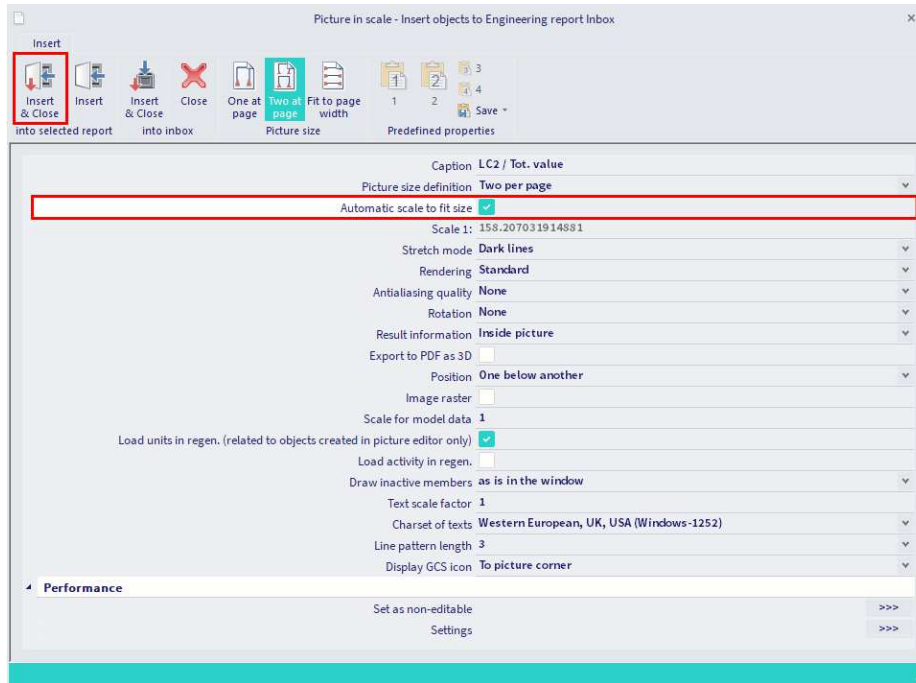 Picture in scale - Insert objects to Engineering report Inbox
Insert
Insert & Close
Insert
Insert & Close
Close
One at page
Two at page
Fit to page width
1
2
3
4
Save
into selected report
into inbox
Picture size
Predefined properties
Caption LC2 / Tot. value
Picture size definition Two per page
Automatic scale to fit size
Scale 1: 158.207031914881
Stretch mode Dark lines
Rendering Standard
Antialiasing quality None
Rotation None
Result information Inside picture
Export to PDF as 3D
Position One below another
Image raster
Scale for model data 1
Load units in regen. (related to objects created in picture editor only)
Load activity in regen.
Draw inactive members as is in the window
Text scale factor 1
Charset of texts Western European, UK, USA (Windows-1252)
Line pattern length 3
Display GCS icon To picture corner
Performance
Set as non-editable >>>
Settings >>>